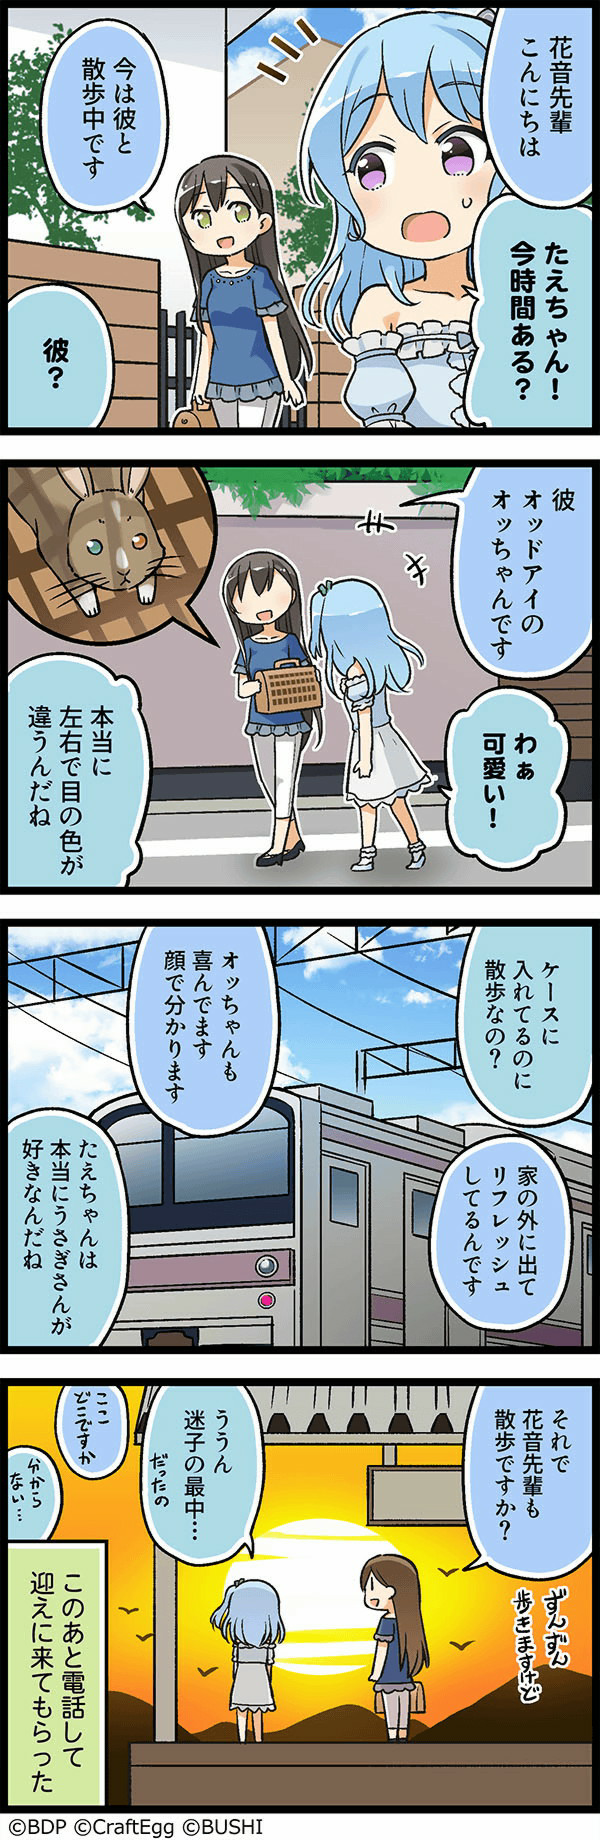 花音先輩
こんにちは
たえちゃん！
今時間ある？
今は彼と
散歩中です
彼？
彼
オッドアイの
オッちゃんです
わぁ
可愛い！
本当に
左右で目の色が
違うんだね
ケースに
入れてるのに
散歩なの？
家の外に出て
リフレッシュ
してるんです
オッちゃんも
喜んでます
顔で分かります
たえちゃんは
本当にうさぎさんが
好きなんだね
それで
花音先輩も
散歩ですか？
ずんずん
歩きますけど
ううん
迷子の最中…
だったの
ここ
どこですか
分から
ない…
このあと電話して
迎えに来てもらった
©BDP ©CraftEgg ©BUSHI